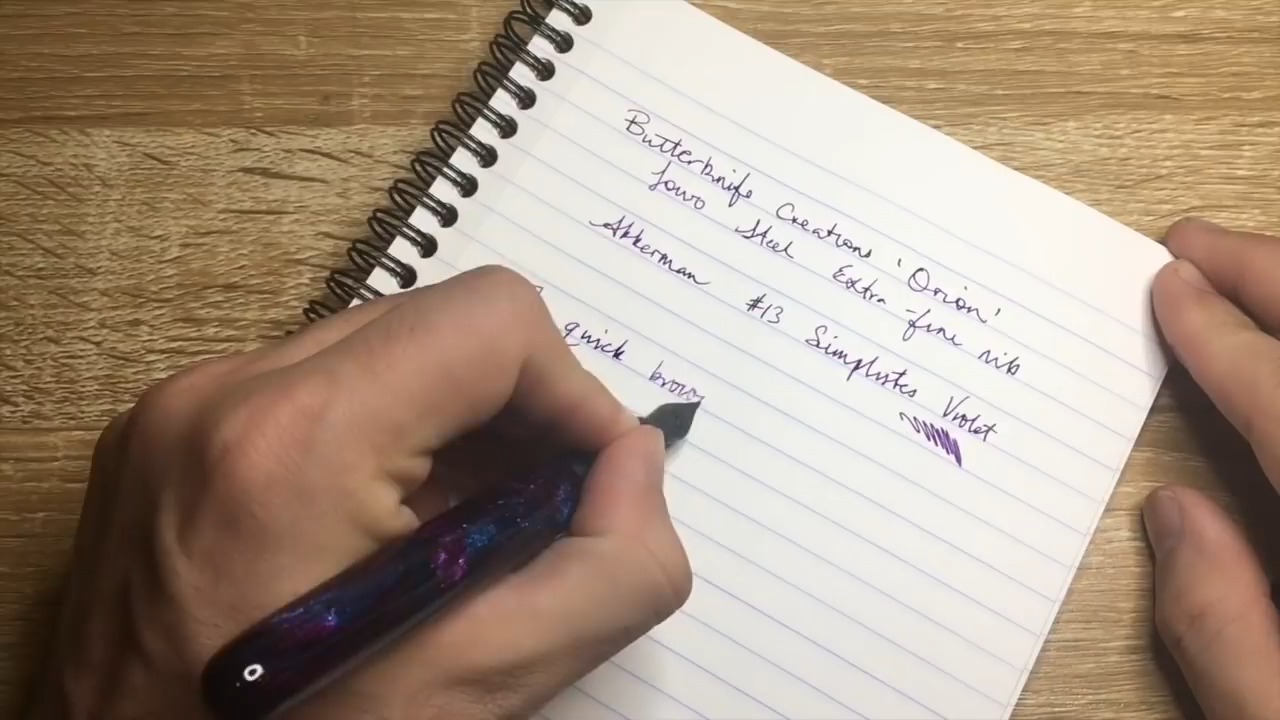 Butterknife Creations 'Orion'
Jowo Steel Extra-fine nib
Akkerman #13 Simplistes Violet
quick brow